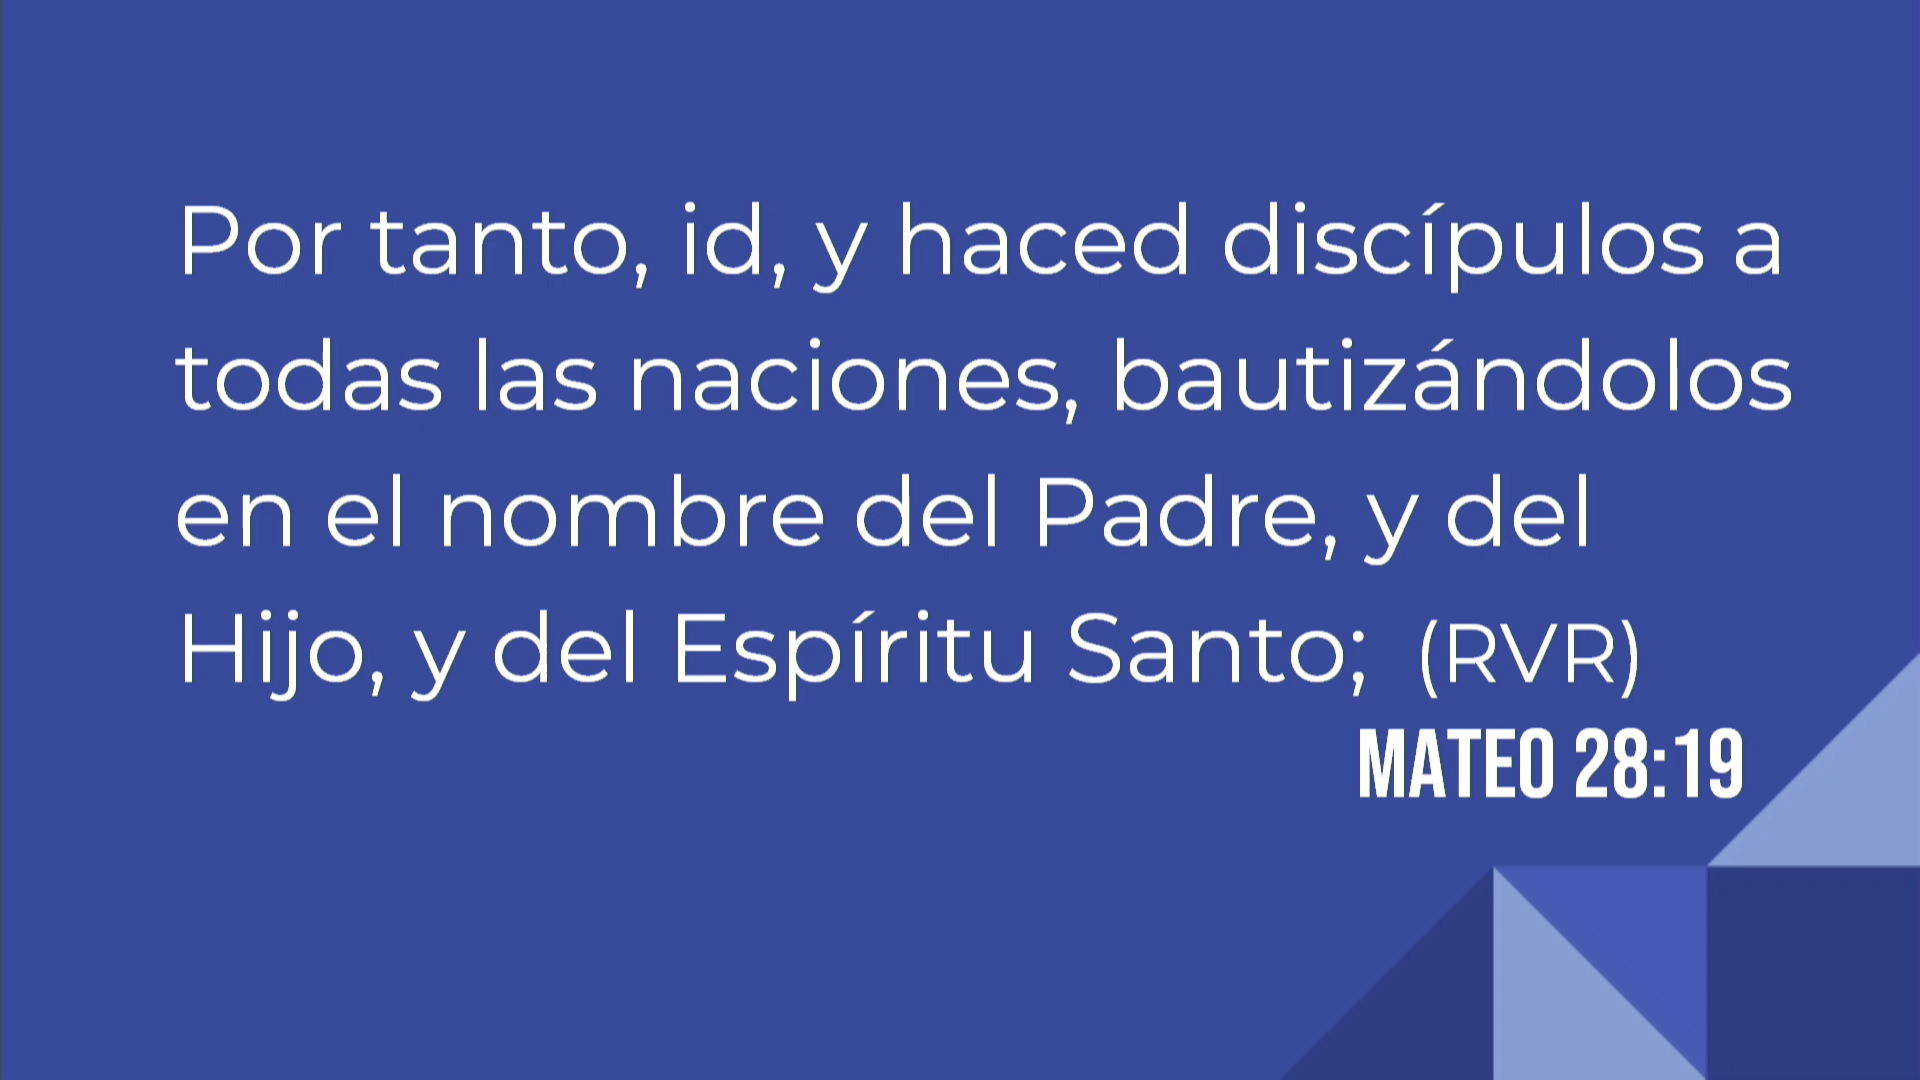 Por tanto, id, y haced discípulos a
todas las naciones, bautizándolos
en el nombre del Padre, y del
Hijo, y del Espíritu Santo; (RVR)
MATEO 28:19